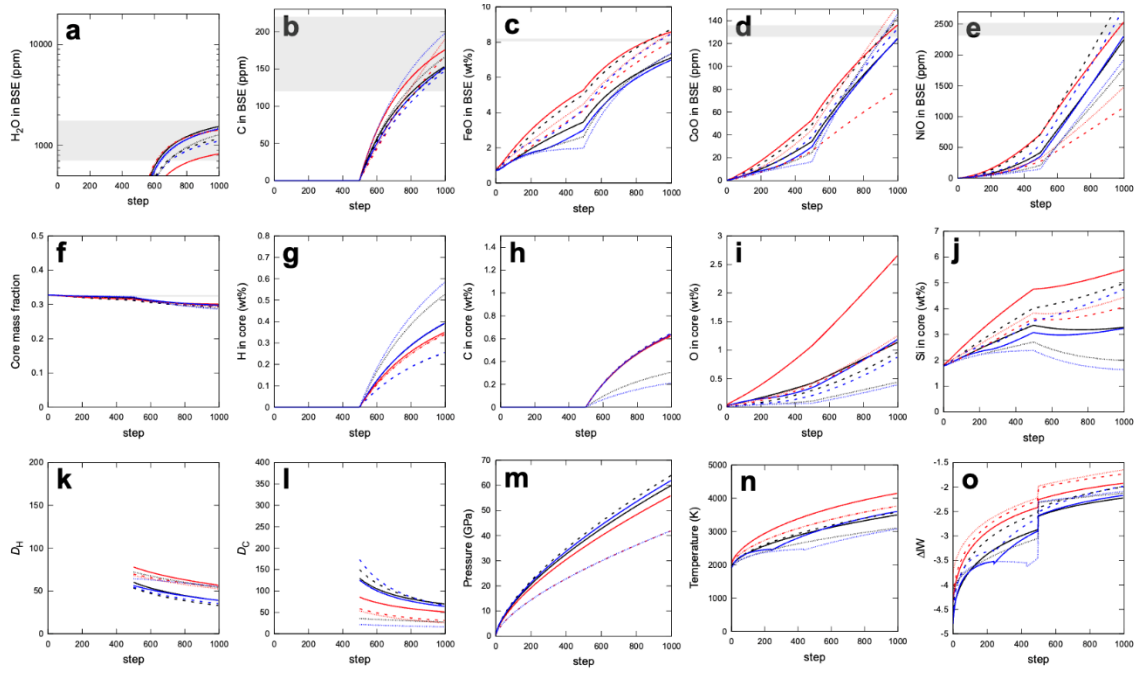 a
H₂O in BSE (ppm)
10000
1000
0 200 400 600 800 1000
step
b
C in BSE (ppm)
200
150
100
50
0
0 200 400 600 800 1000
step
c
FeO in BSE (wt%)
10
8
6
4
2
0
0 200 400 600 800 1000
step
d
CoO in BSE (ppm)
140
120
100
80
60
40
20
0
0 200 400 600 800 1000
step
e
NiO in BSE (ppm)
2500
2000
1500
1000
500
0
0 200 400 600 800 1000
step
f
Core mass fraction
0.5
0.4
0.3
0.2
0.1
0
0 200 400 600 800 1000
step
g
H in core (wt%)
0.8
0.7
0.6
0.5
0.4
0.3
0.2
0.1
0
0 200 400 600 800 1000
step
h
C in core (wt%)
1.4
1.2
1
0.8
0.6
0.4
0.2
0
0 200 400 600 800 1000
step
i
O in core (wt%)
3
2.5
2
1.5
1
0.5
0
0 200 400 600 800 1000
step
j
Si in core (wt%)
7
6
5
4
3
2
1
0 200 400 600 800 1000
step
k
D_H
200
150
100
50
0
0 200 400 600 800 1000
step
l
D_C
400
350
300
250
200
150
100
50
0
0 200 400 600 800 1000
step
m
Pressure (GPa)
70
60
50
40
30
20
10
0
0 200 400 600 800 1000
step
n
Temperature (K)
5000
4000
3000
2000
1000
0
0 200 400 600 800 1000
step
o
ΔIW
-1.5
-2
-2.5
-3
-3.5
-4
-4.5
-5
0 200 400 600 800 1000
step